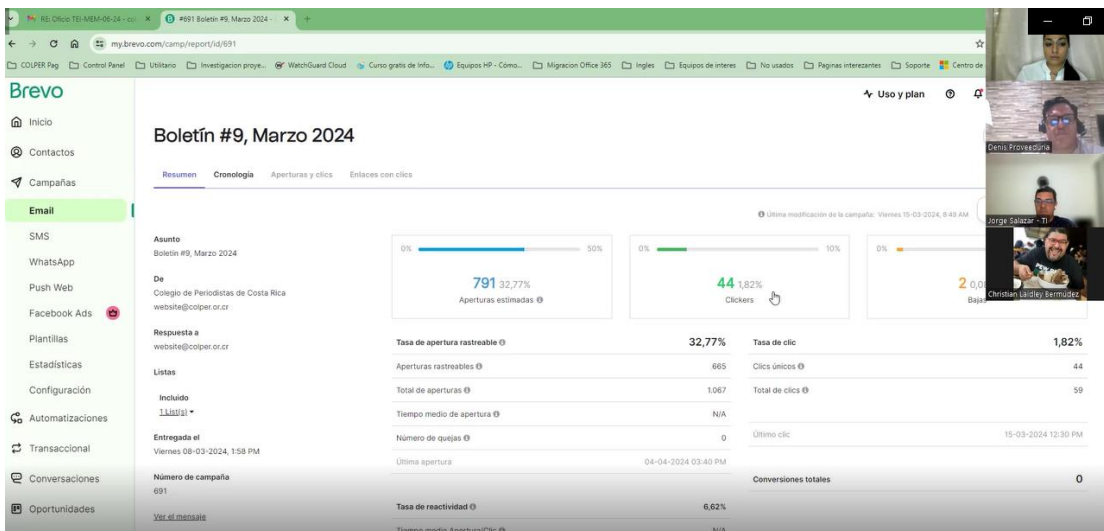 RE: Oficio TEI-MEM-06-24 - co
#691 Boletín #9, Marzo 2024 -
my.brevo.com/camp/report/id/691
COLPER Pag
Control Panel
Utilitario
Investigacion proye...
WatchGuard Cloud
Curso gratis de Info...
Equipos HP - Cómo...
Migracion Office 365
Ingles
Equipos de interes
No usados
Paginas interezantes
Soporte
Centro de
Brevo
Uso y plan
Inicio
Contactos
Campañas
Email
SMS
WhatsApp
Push Web
Facebook Ads
Plantillas
Estadísticas
Configuración
Automatizaciones
Transaccional
Conversaciones
Oportunidades
Boletín #9, Marzo 2024
Resumen Cronología Aperturas y clics Enlaces con clics
Última modificación de la campaña: Viernes 15-03-2024, 8:49 AM
Asunto
Boletín #9, Marzo 2024
De
Colegio de Periodistas de Costa Rica
website@colper.or.cr
Respuesta a
website@colper.or.cr
Listas
Incluido
1 List(s)
Entregada el
Viernes 08-03-2024, 1:58 PM
Número de campaña
691
Ver el mensaje
0% 50%
791 32,77%
Aperturas estimadas
0% 10%
44 1,82%
Clickers
0%
2
Bajas
Tasa de apertura rastreable 32,77%
Aperturas rastreables 665
Total de aperturas 1.067
Tiempo medio de apertura N/A
Número de quejas 0
Última apertura 04-04-2024 03:40 PM
Tasa de reactividad 6,62%
Tiempo medio Apertura/Clic N/A
Tasa de clic 1,82%
Clics únicos 44
Total de clics 59
Último clic 15-03-2024 12:30 PM
Conversiones totales 0
Denis Proveeduria
Jorge Salazar - TI
Christian Laidley Bermúdez